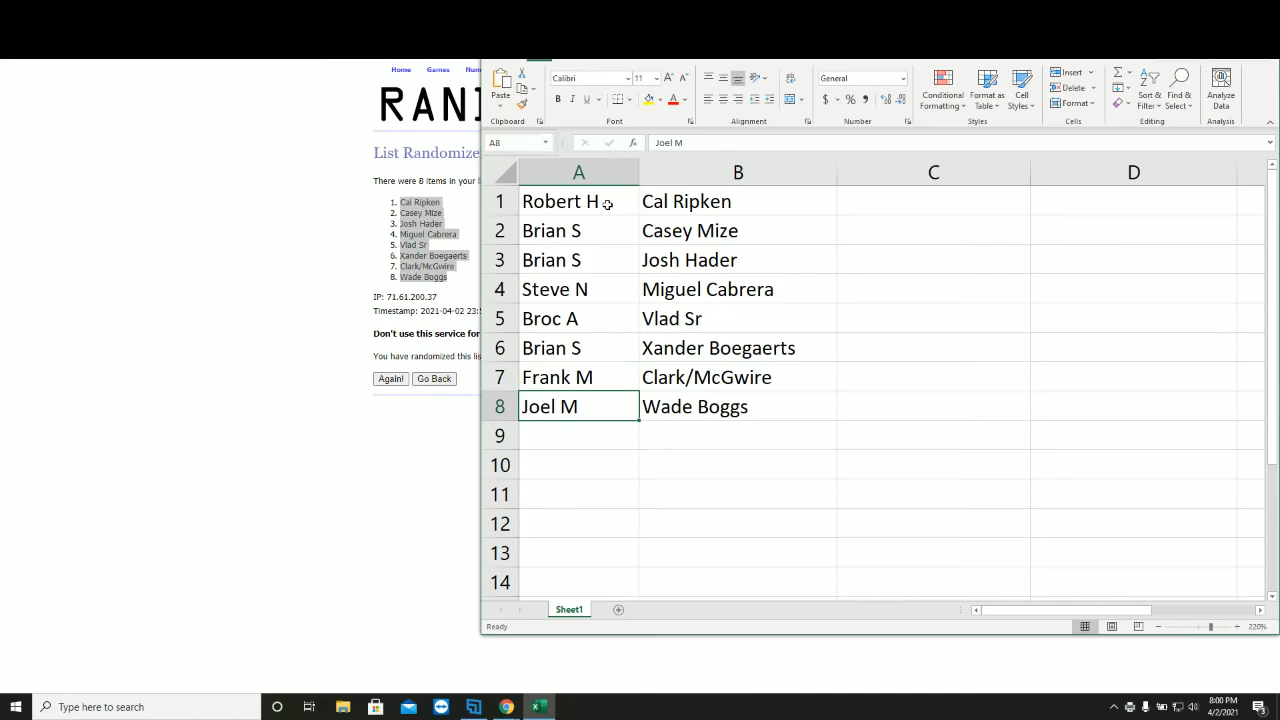 Home Games Num
RAN
List Randomize
There were 8 items in your li
1. Cal Ripken
2. Casey Mize
3. Josh Hader
4. Miguel Cabrera
5. Vlad Sr
6. Xander Boegaerts
7. Clark/McGwire
8. Wade Boggs
IP: 71.61.200.37
Timestamp: 2021-04-02 23:5
Don't use this service for
You have randomized this lis
Again! Go Back
Paste
Clipboard
Calibri 11
B I U
Font
Alignment
General
$ % 9
Number
Conditional Formatting
Format as Table
Cell Styles
Styles
Insert
Delete
Format
Cells
Sort & Filter
Find & Select
Editing
Analyze Data
Analysis
A8 fx Joel M
A B C D
1 Robert H Cal Ripken
2 Brian S Casey Mize
3 Brian S Josh Hader
4 Steve N Miguel Cabrera
5 Broc A Vlad Sr
6 Brian S Xander Boegaerts
7 Frank M Clark/McGwire
8 Joel M Wade Boggs
9
10
11
12
13
14
Sheet1
Ready 220%
Type here to search
8:00 PM
4/2/2021